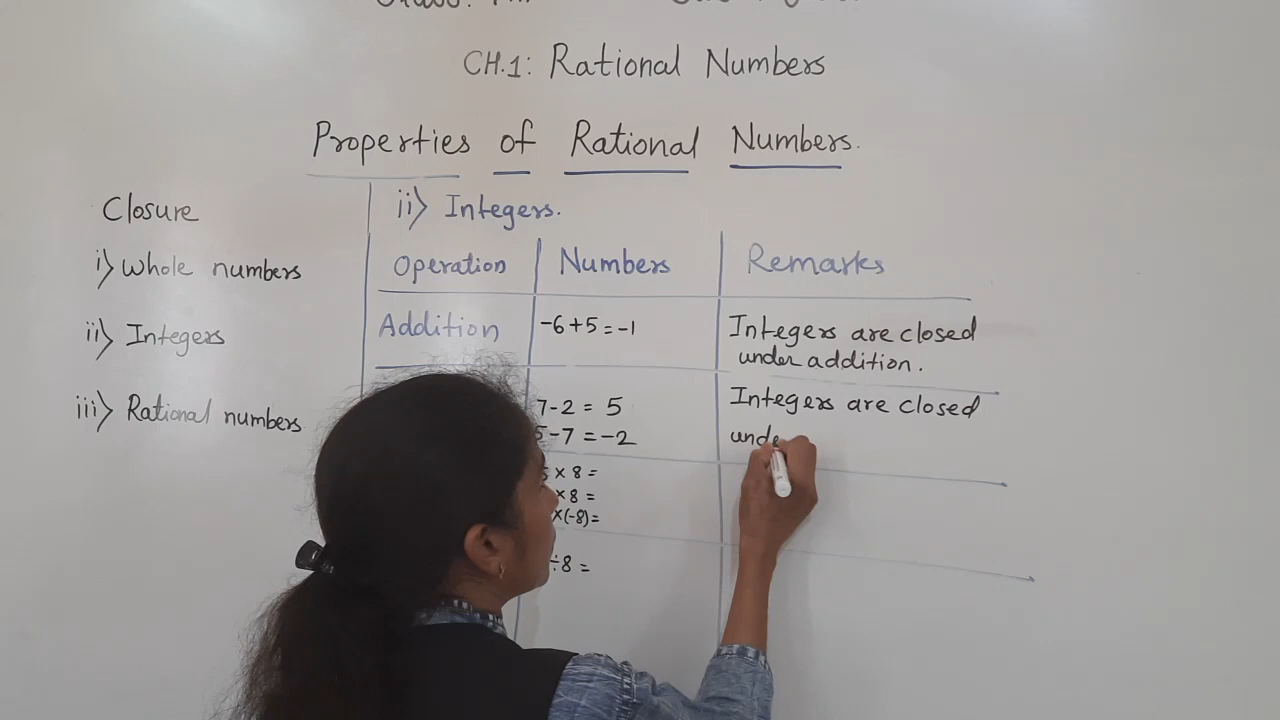 CH.1: Rational Numbers
Properties of Rational Numbers.
Closure
i) Whole numbers
ii) Integers
iii) Rational numbers
ii) Integers.
Operation Numbers Remarks
Addition -6+5=-1 Integers are closed
under addition.
7-2 = 5 Integers are closed
5-7 =-2 unde
× 8 =
× 8 =
×(-8)=
÷8 =